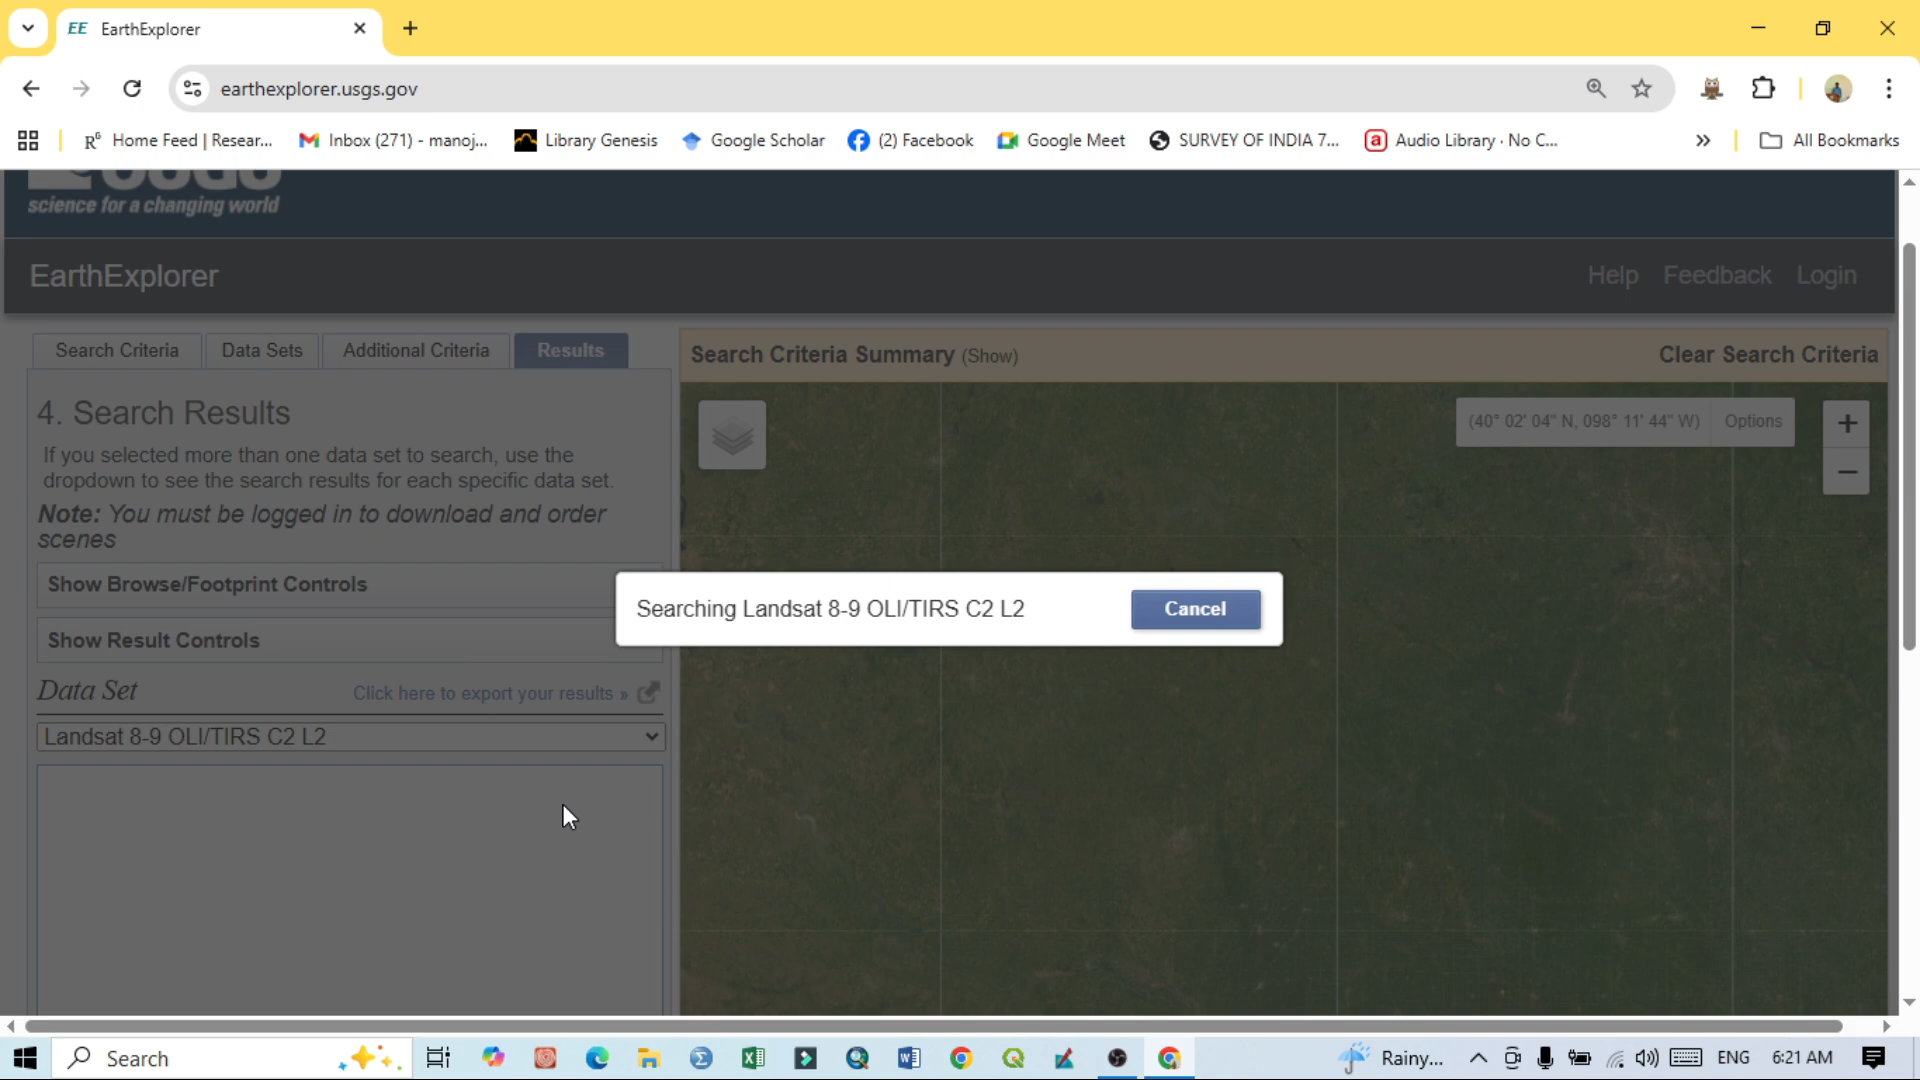 EE EarthExplorer
earthexplorer.usgs.gov
R⁶ Home Feed | Resear...
Inbox (271) - manoj...
Library Genesis
Google Scholar
(2) Facebook
Google Meet
SURVEY OF INDIA 7...
a Audio Library · No C...
»
All Bookmarks
science for a changing world
EarthExplorer
Help Feedback Login
Search Criteria Data Sets Additional Criteria Results
Search Criteria Summary (Show)
Clear Search Criteria
4. Search Results
If you selected more than one data set to search, use the
dropdown to see the search results for each specific data set.
Note: You must be logged in to download and order
scenes
Show Browse/Footprint Controls
Show Result Controls
Data Set
Click here to export your results »
Landsat 8-9 OLI/TIRS C2 L2
(40° 02' 04" N, 098° 11' 44" W) Options
+
−
Searching Landsat 8-9 OLI/TIRS C2 L2
Cancel
Search
Rainy...
ENG
6:21 AM